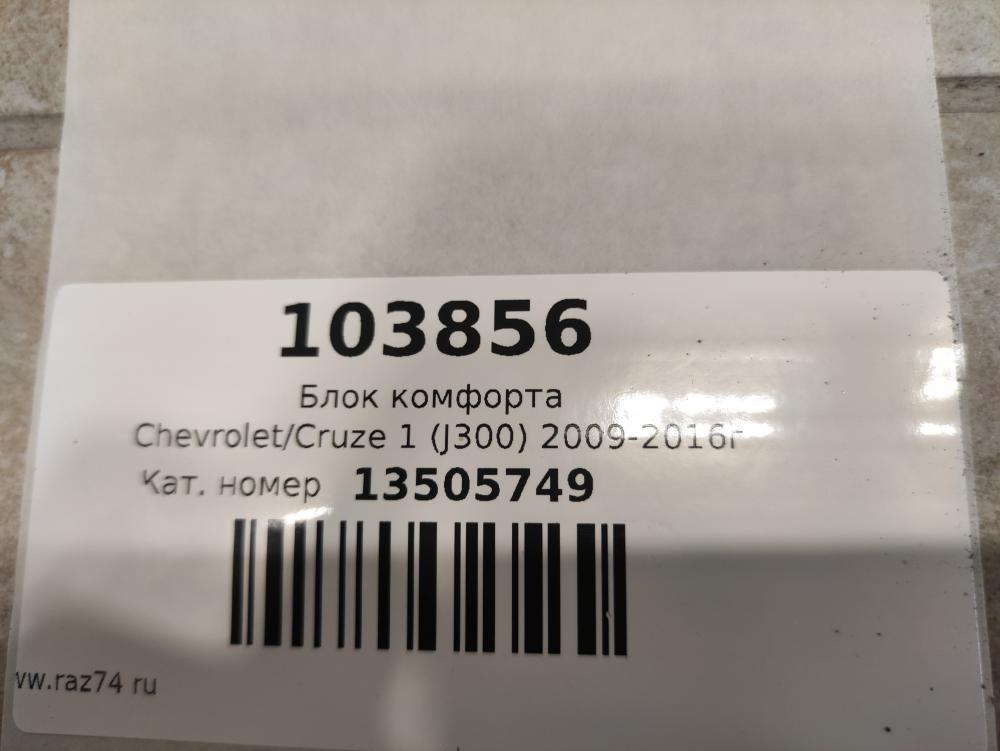 103856
Блок комфорта
Chevrolet/Cruze 1 (J300) 2009-2016г
Кат. номер 13505749
vw.raz74 ru